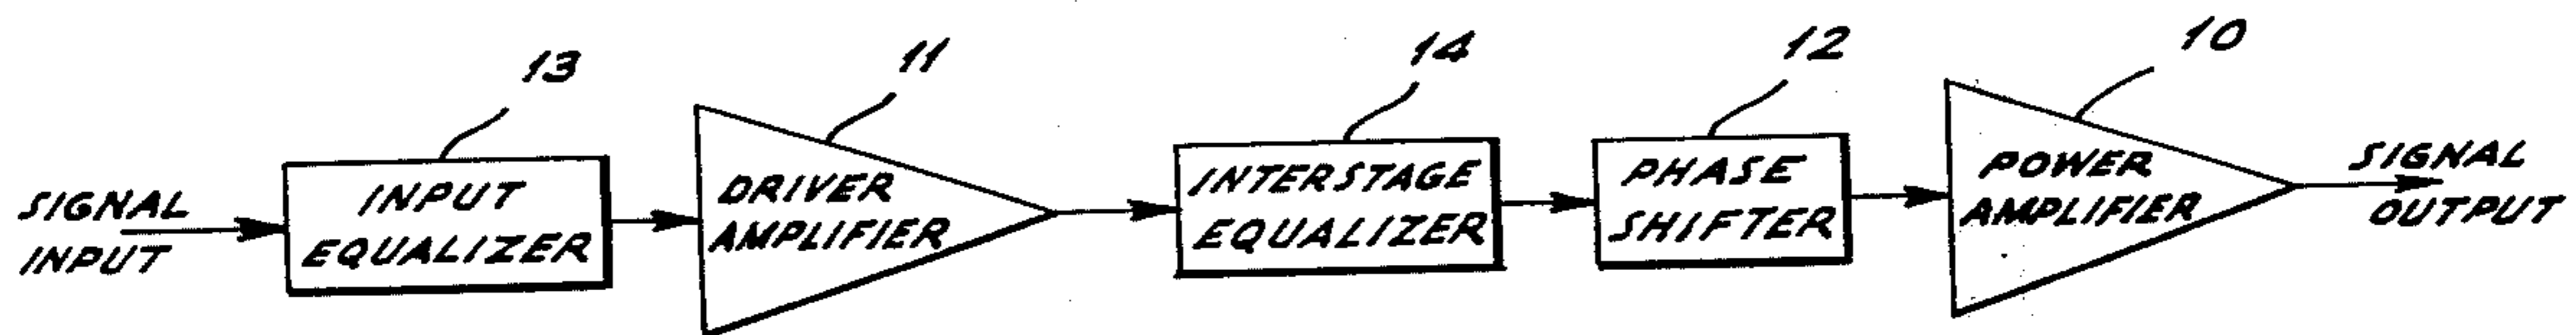 13
11
14
12
10
SIGNAL
INPUT
INPUT
EQUALIZER
DRIVER
AMPLIFIER
INTERSTAGE
EQUALIZER
PHASE
SHIFTER
POWER
AMPLIFIER
SIGNAL
OUTPUT